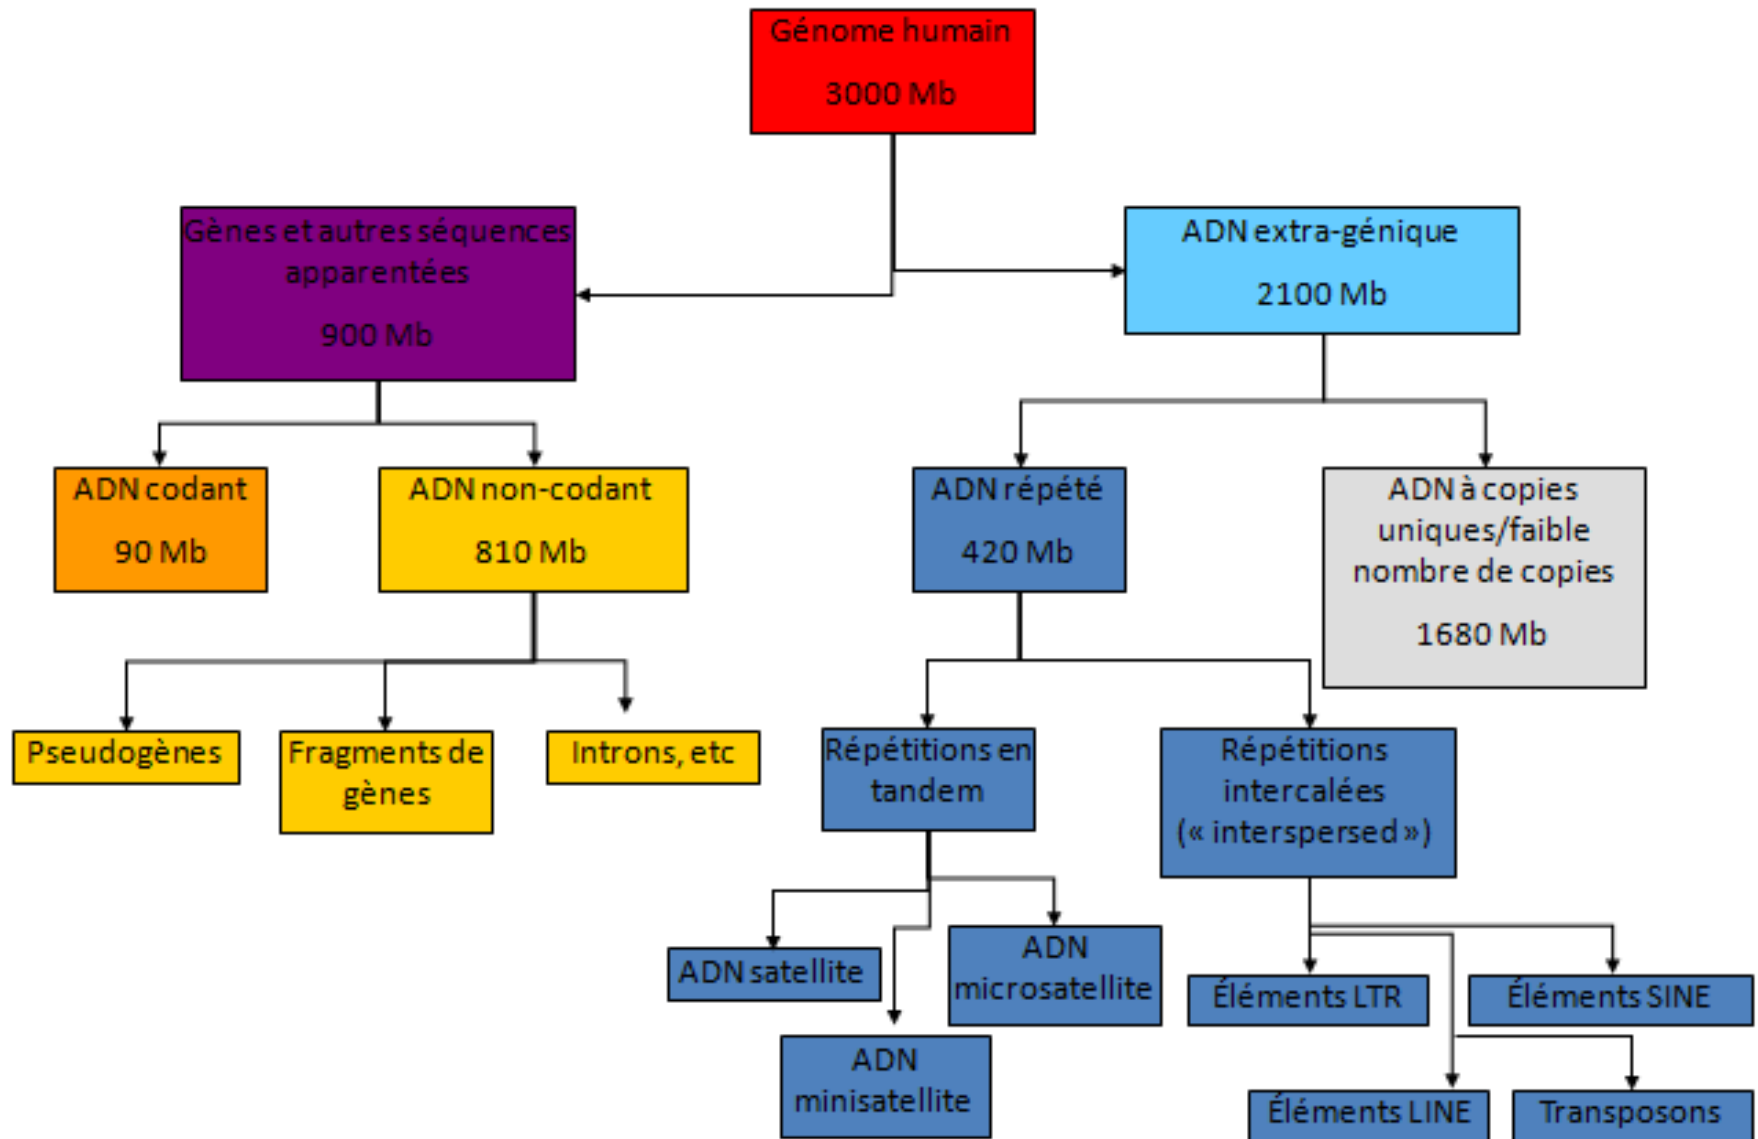 Génome humain
3000 Mb
Gènes et autres séquences
apparentées
900 Mb
ADN extra-génique
2100 Mb
ADN codant
90 Mb
ADN non-codant
810 Mb
ADN répété
420 Mb
ADN à copies
uniques/faible
nombre de copies
1680 Mb
Pseudogènes
Fragments de
gènes
Introns, etc
Répétitions en
tandem
Répétitions
intercalées
(« interspersed »)
ADN satellite
ADN
minisatellite
ADN
microsatellite
Éléments LTR
Éléments SINE
Éléments LINE
Transposons